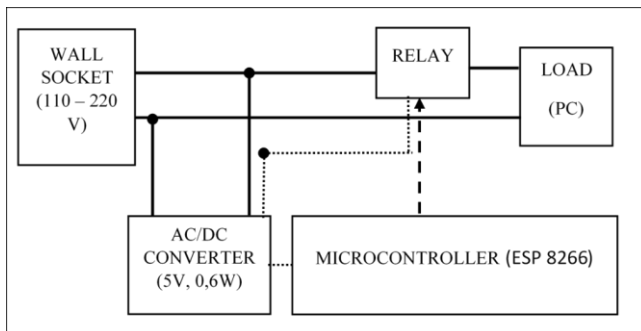 WALL
SOCKET
(110 – 220
V)
RELAY
LOAD
(PC)
AC/DC
CONVERTER
(5V, 0,6W)
MICROCONTROLLER (ESP 8266)